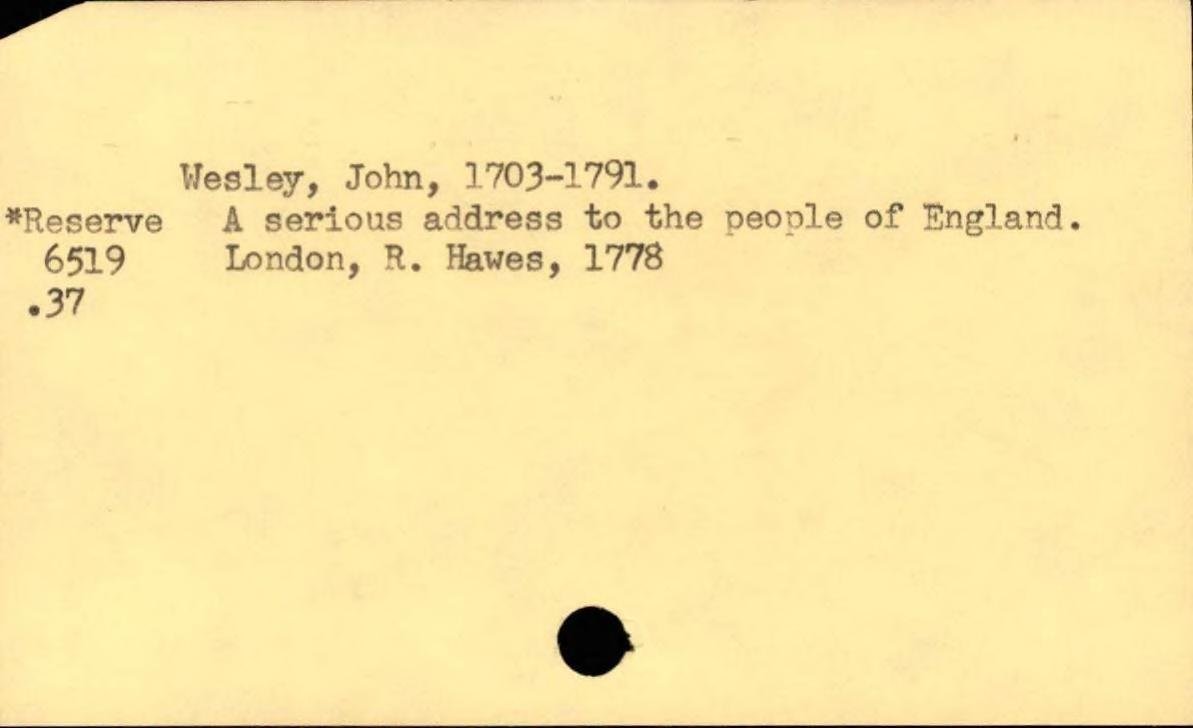 Wesley, John, 1703-1791.
*Reserve A serious address to the people of England.
6519 London, R. Hawes, 1778
.37